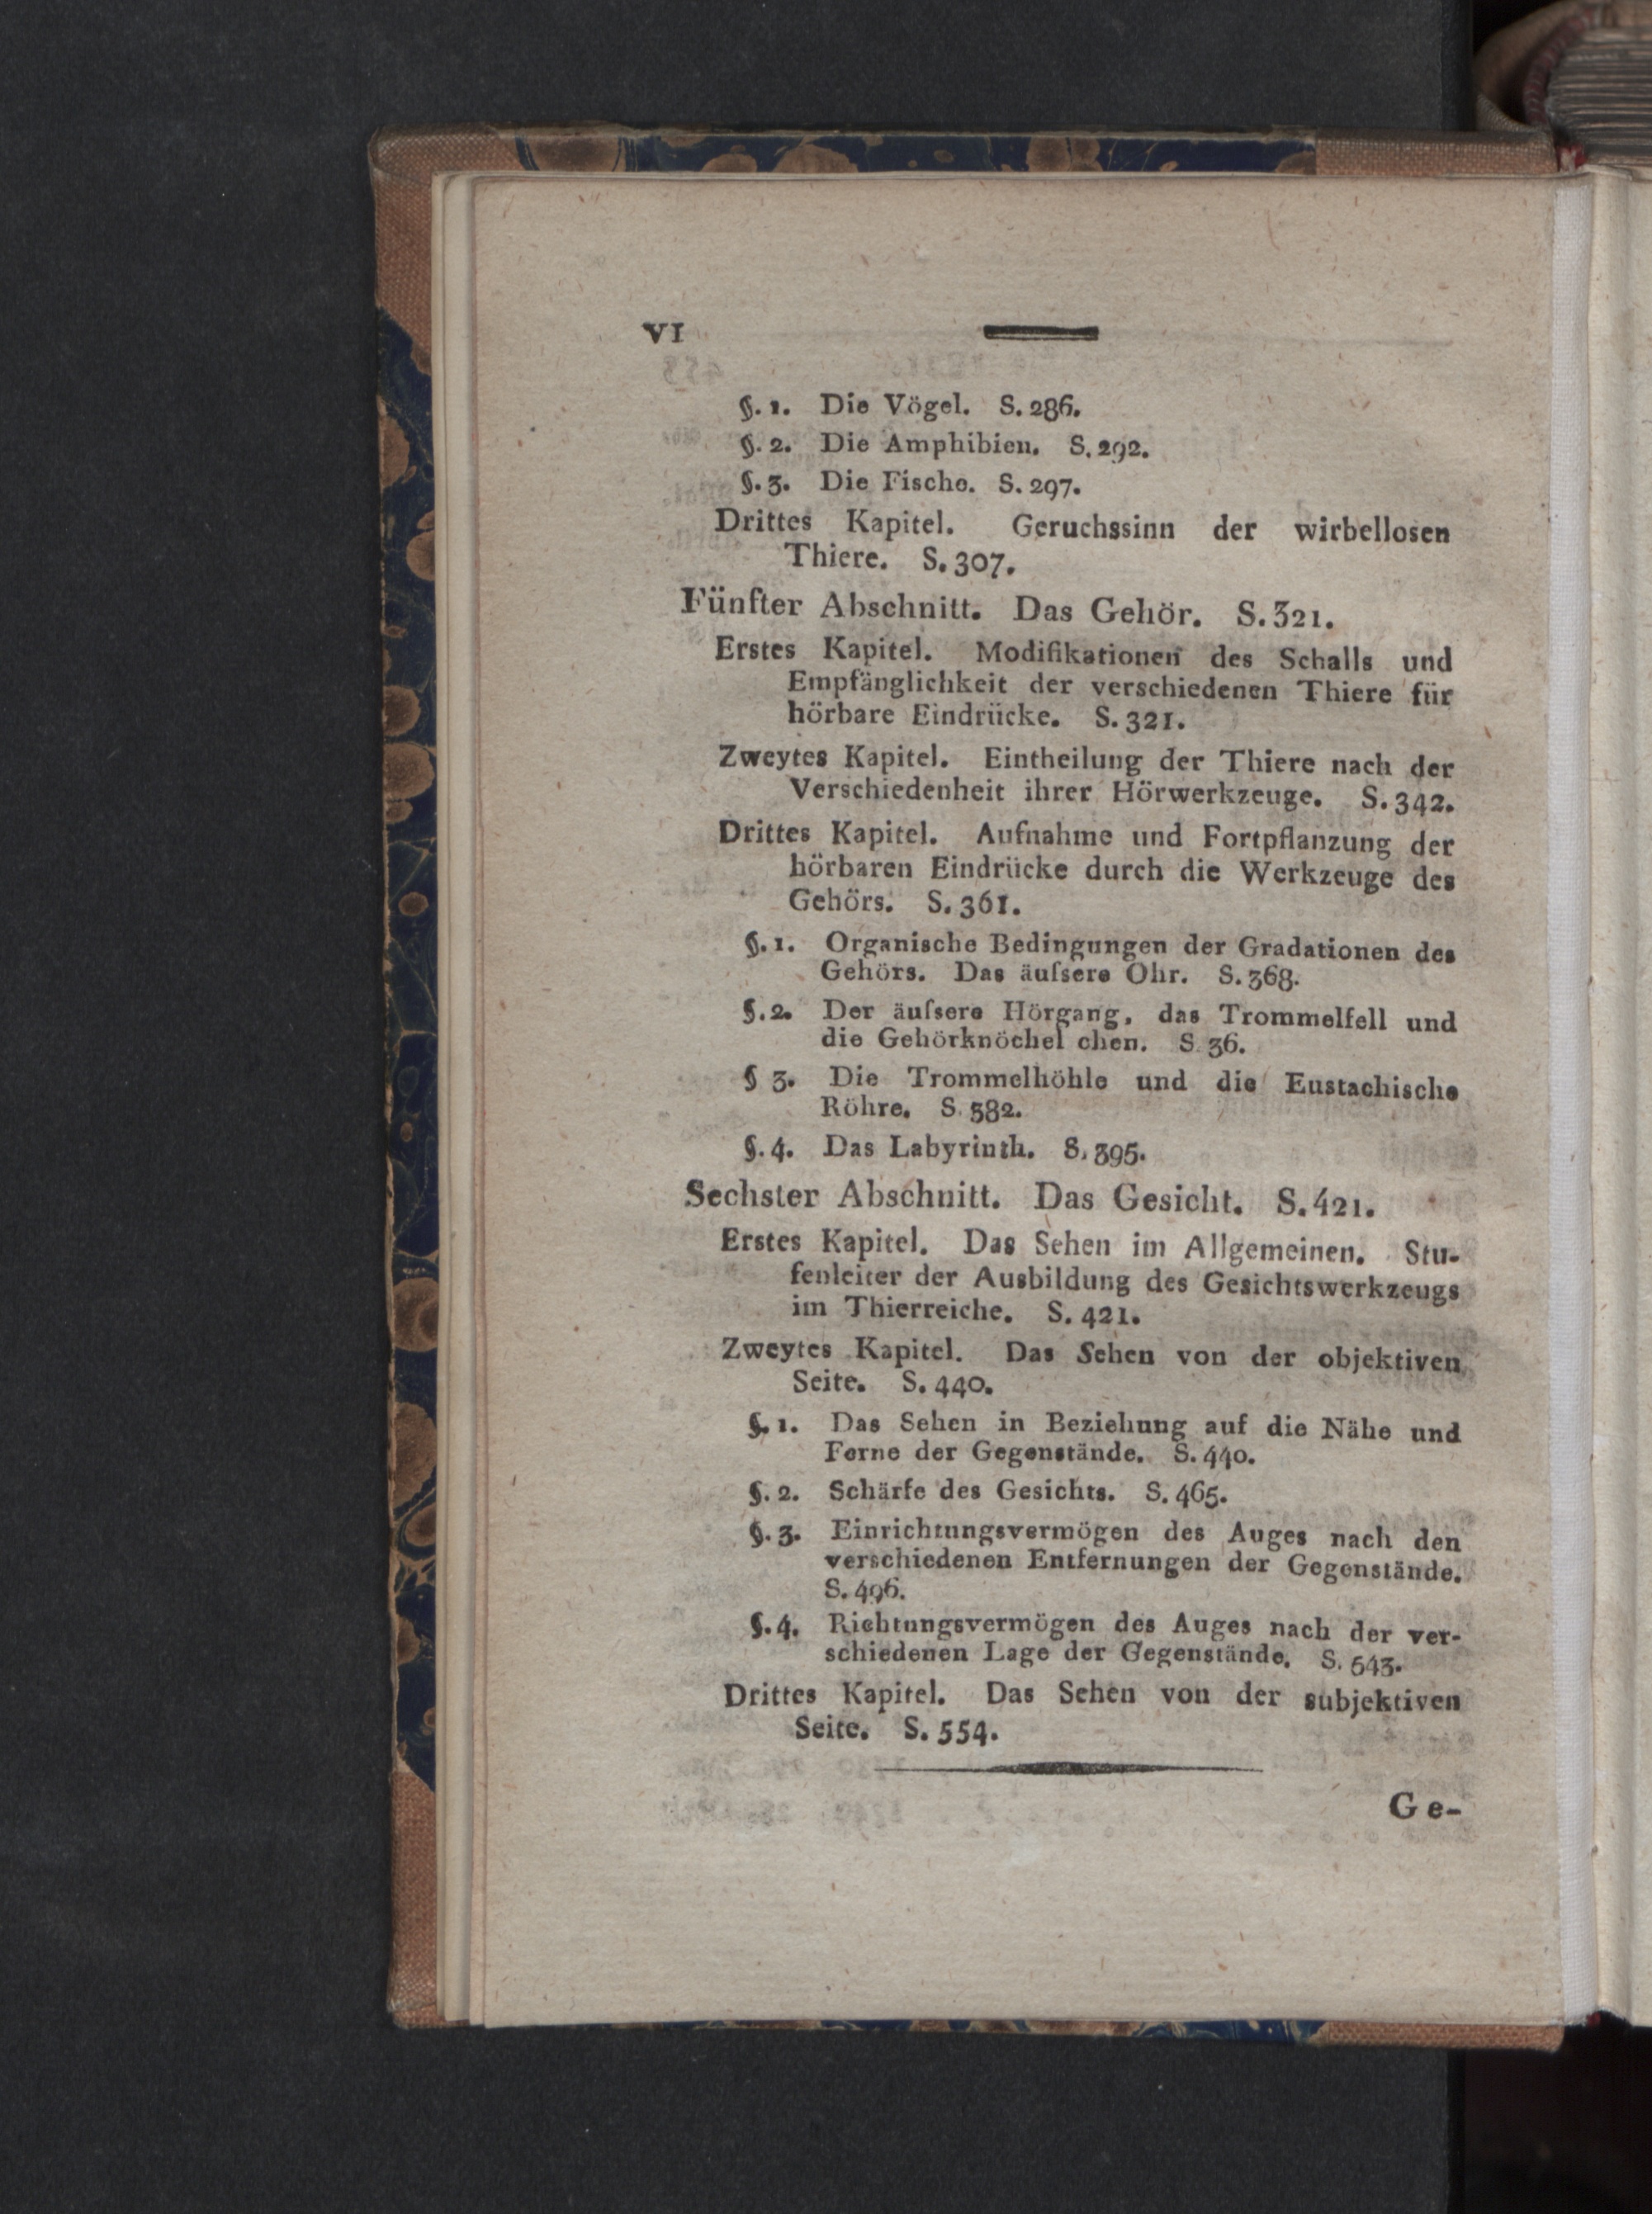 VI
§. 1. Die Vögel. S. 286.
§. 2. Die Amphibien. S. 292.
§. 3. Die Fische. S. 297.
Drittes Kapitel. Geruchssinn der wirbellosen
Thiere. S. 307.
Fünfter Abschnitt. Das Gehör. S. 321.
Erstes Kapitel. Modifikationen des Schalls und
Empfänglichkeit der verschiedenen Thiere für
hörbare Eindrücke. S. 321.
Zweytes Kapitel. Eintheilung der Thiere nach der
Verschiedenheit ihrer Hörwerkzeuge. S. 342.
Drittes Kapitel. Aufnahme und Fortpflanzung der
hörbaren Eindrücke durch die Werkzeuge des
Gehörs. S. 361.
§. 1. Organische Bedingungen der Gradationen des
Gehörs. Das äuſsere Ohr. S. 368.
§. 2. Der äuſsere Hörgang, das Trommelfell und
die Gehörknöchel chen. S 36.
§ 3. Die Trommelhöhle und die Eustachische
Röhre. S. 382.
§. 4. Das Labyrinth. S. 395.
Sechster Abschnitt. Das Gesicht. S. 421.
Erstes Kapitel. Das Sehen im Allgemeinen. Stu-
fenleiter der Ausbildung des Gesichtswerkzeugs
im Thierreiche. S. 421.
Zweytes Kapitel. Das Sehen von der objektiven
Seite. S. 440.
§. 1. Das Sehen in Beziehung auf die Nähe und
Ferne der Gegenstände. S. 440.
§. 2. Schärfe des Gesichts. S. 465.
§. 3. Einrichtungsvermögen des Auges nach den
verschiedenen Entfernungen der Gegenstände.
S. 496.
§. 4. Richtungsvermögen des Auges nach der ver-
schiedenen Lage der Gegenstände. S. 543.
Drittes Kapitel. Das Sehen von der subjektiven
Seite. S. 554.
Ge-